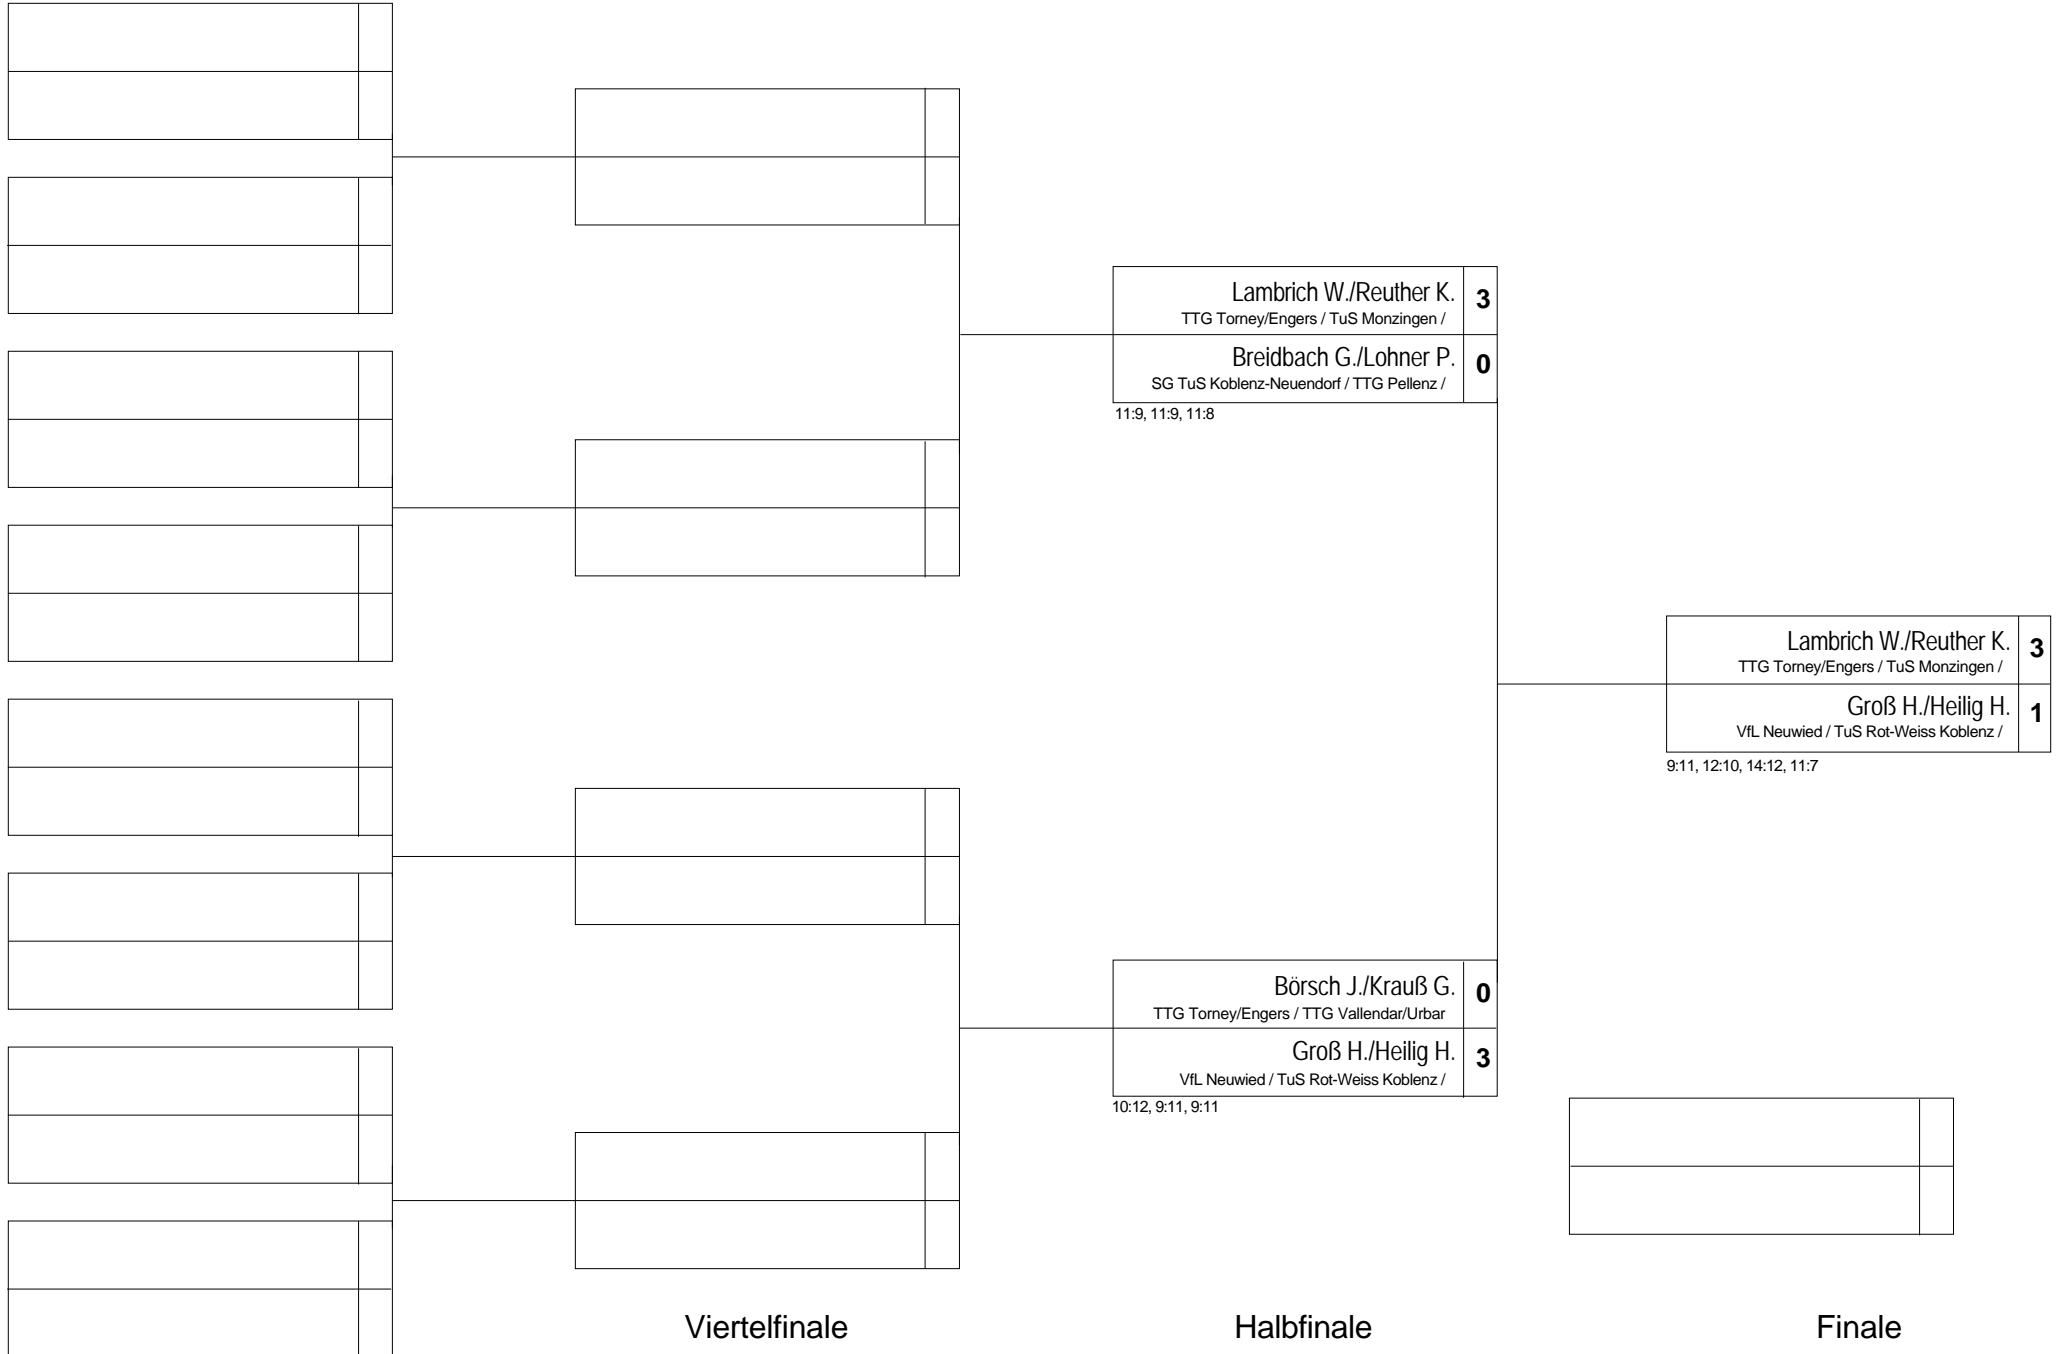 Lambrich W./Reuther K. 3
TTG Torney/Engers / TuS Monzingen /
Breidbach G./Lohner P. 0
SG TuS Koblenz-Neuendorf / TTG Pellenz /
11:9, 11:9, 11:8
Lambrich W./Reuther K. 3
TTG Torney/Engers / TuS Monzingen /
Groß H./Heilig H. 1
VfL Neuwied / TuS Rot-Weiss Koblenz /
9:11, 12:10, 14:12, 11:7
Börsch J./Krauß G. 0
TTG Torney/Engers / TTG Vallendar/Urbar
Groß H./Heilig H. 3
VfL Neuwied / TuS Rot-Weiss Koblenz /
10:12, 9:11, 9:11
Viertelfinale Halbfinale Finale